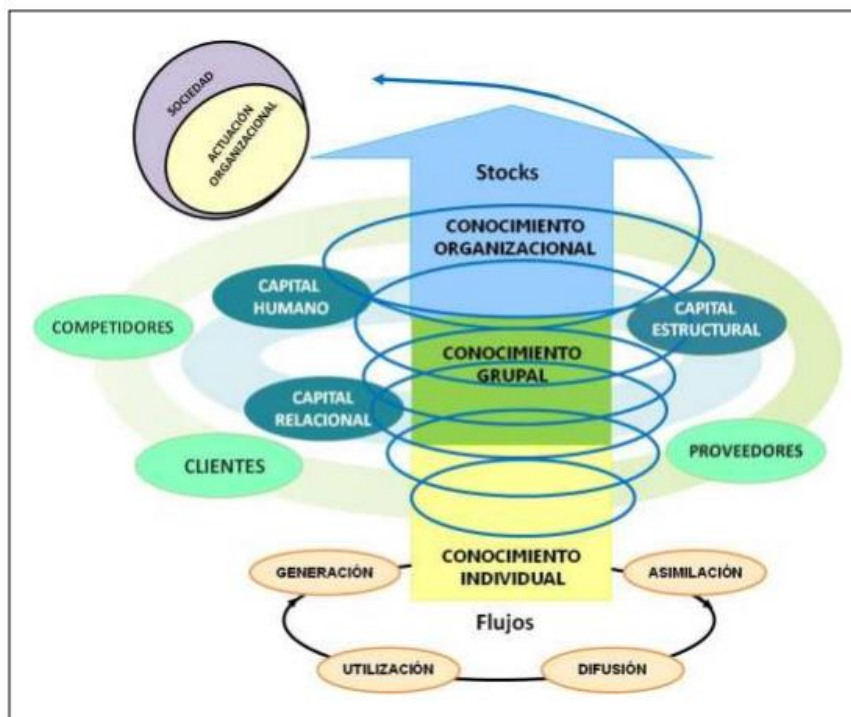 SOCIEDAD
ACTUACIÓN
ORGANIZACIONAL
Stocks
CONOCIMIENTO
ORGANIZACIONAL
CAPITAL
HUMANO
CAPITAL
ESTRUCTURAL
COMPETIDORES
CONOCIMIENTO
GRUPAL
CAPITAL
RELACIONAL
CLIENTES
PROVEEDORES
CONOCIMIENTO
INDIVIDUAL
GENERACIÓN
ASIMILACIÓN
Flujos
UTILIZACIÓN
DIFUSIÓN